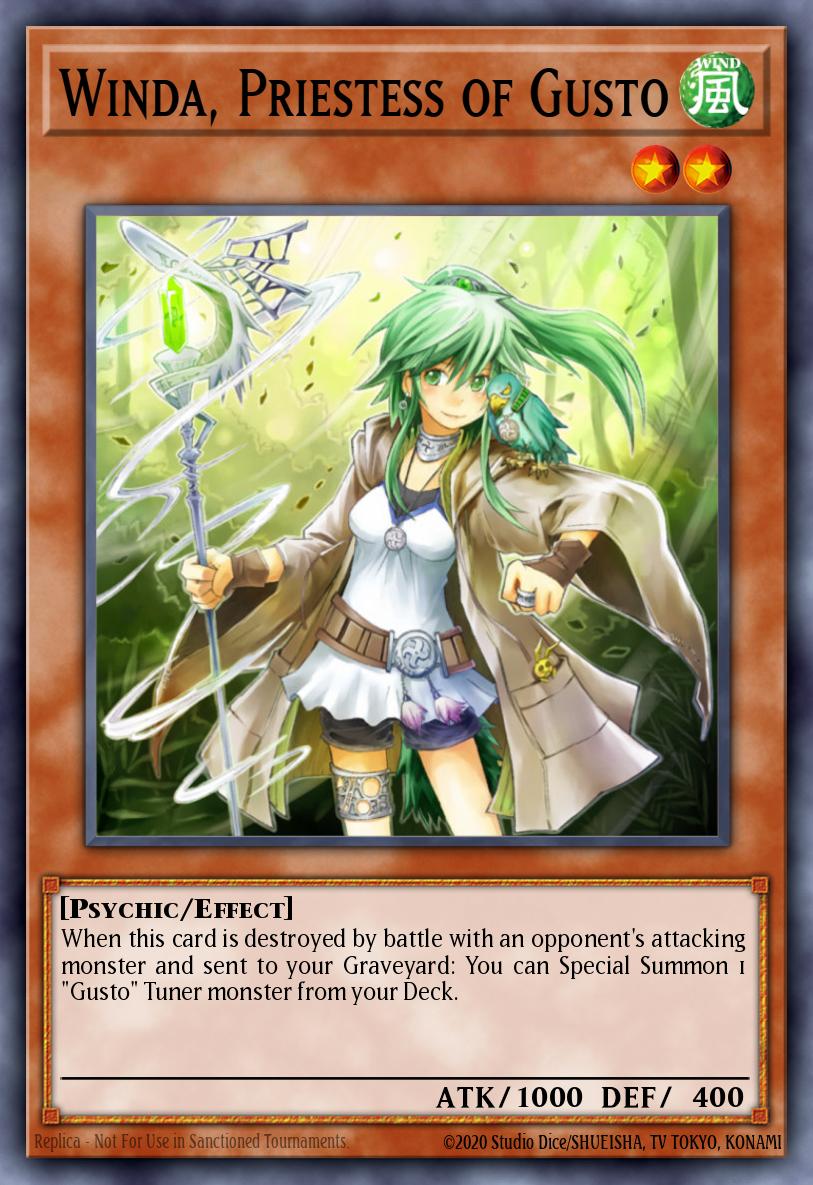 Winda, Priestess of Gusto
WIND
風
[Psychic/Effect]
When this card is destroyed by battle with an opponent's attacking
monster and sent to your Graveyard: You can Special Summon 1
"Gusto" Tuner monster from your Deck.
ATK/1000 DEF/ 400
Replica - Not For Use in Sanctioned Tournaments.
©2020 Studio Dice/SHUEISHA, TV TOKYO, KONAMI